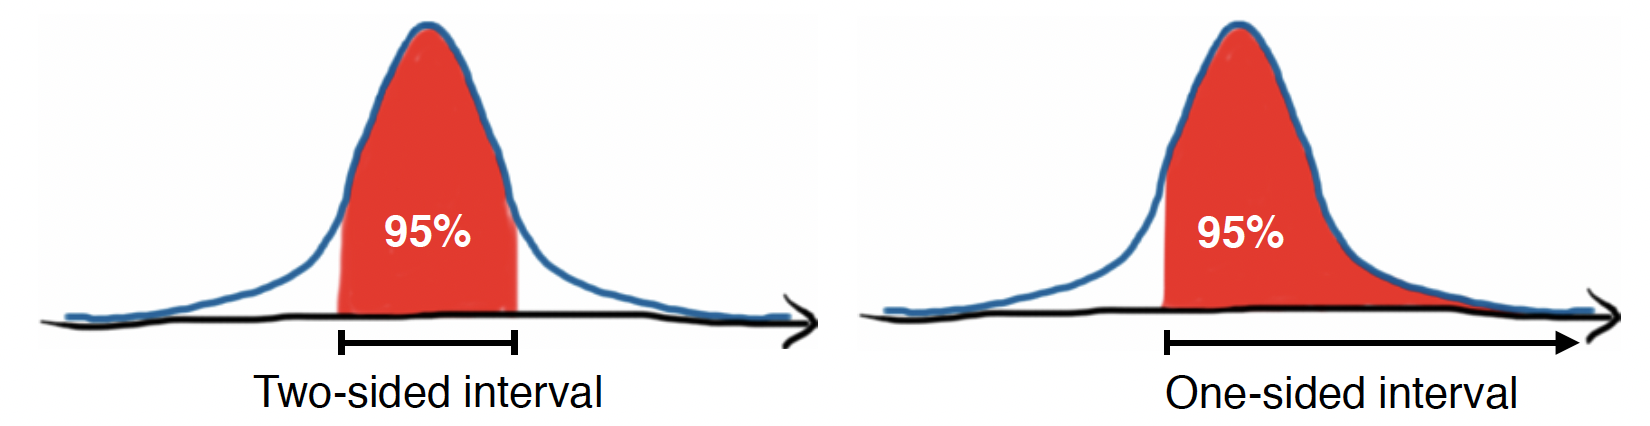 95%
Two-sided interval
95%
One-sided interval